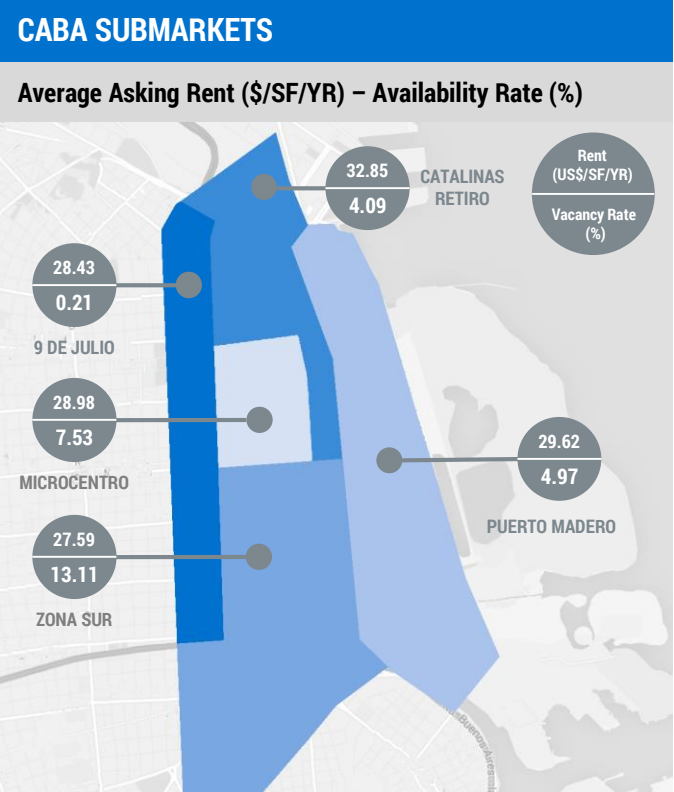 CABA SUBMARKETS
Average Asking Rent ($/SF/YR) – Availability Rate (%)
Rent
(US$/SF/YR)
Vacancy Rate
(%)
32.85
4.09
CATALINAS
RETIRO
28.43
0.21
9 DE JULIO
28.98
7.53
MICROCENTRO
29.62
4.97
PUERTO MADERO
27.59
13.11
ZONA SUR